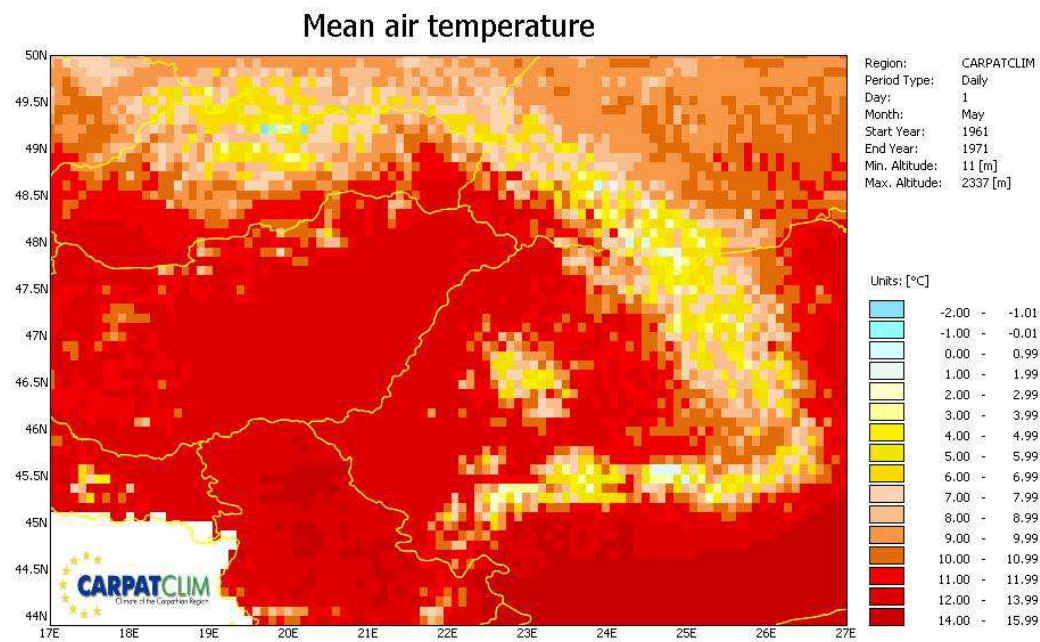 Mean air temperature
50N
49.5N
49N
48.5N
48N
47.5N
47N
46.5N
46N
45.5N
45N
44.5N
44N
17E 18E 19E 20E 21E 22E 23E 24E 25E 26E 27E
CARPATCLIM
Climate of the Carpathian Region
Region: CARPATCLIM
Period Type: Daily
Day: 1
Month: May
Start Year: 1961
End Year: 1971
Min. Altitude: 11 [m]
Max. Altitude: 2337 [m]
Units: [°C]
-2.00 - -1.01
-1.00 - -0.01
0.00 - 0.99
1.00 - 1.99
2.00 - 2.99
3.00 - 3.99
4.00 - 4.99
5.00 - 5.99
6.00 - 6.99
7.00 - 7.99
8.00 - 8.99
9.00 - 9.99
10.00 - 10.99
11.00 - 11.99
12.00 - 13.99
14.00 - 15.99